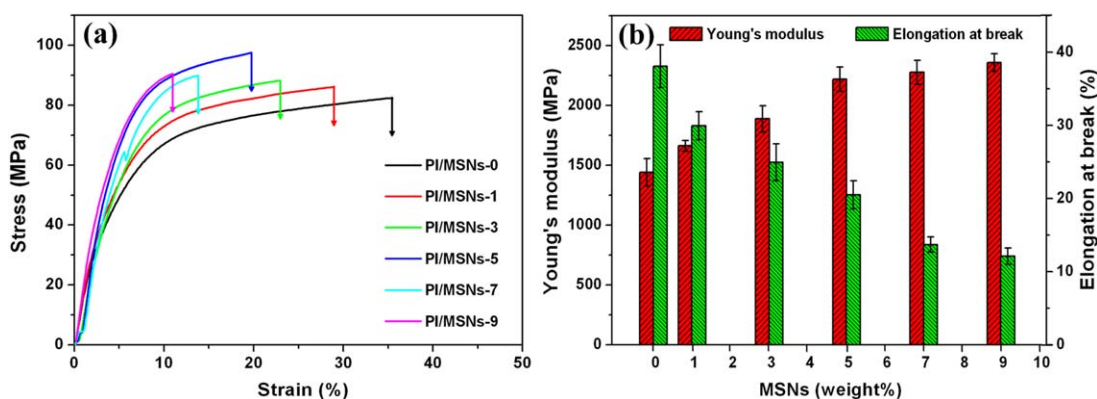 (a)
Stress (MPa)
100
80
60
40
20
0
PI/MSNs-0
PI/MSNs-1
PI/MSNs-3
PI/MSNs-5
PI/MSNs-7
PI/MSNs-9
0 10 20 30 40 50
Strain (%)
(b)
Young's modulus
Elongation at break
Young's modulus (MPa)
2500
2000
1500
1000
500
0
Elongation at break (%)
45
40
30
20
10
0
0 1 2 3 4 5 6 7 8 9 10
MSNs (weight%)